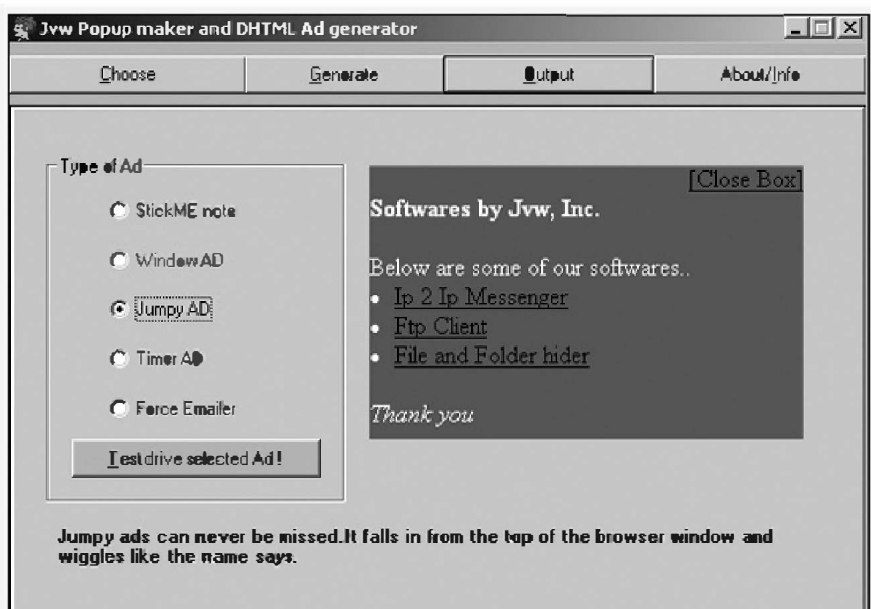 Jvw Popup maker and DHTML Ad generator
Choose Generate Output About/Info
Type of Ad
StickME note
Window AD
Jumpy AD
Timer AD
Force Emailer
Test drive selected Ad!
[Close Box]
Softwares by Jvw, Inc.
Below are some of our softwares..
Ip 2 Ip Messenger
Ftp Client
File and Folder hider
Thank you
Jumpy ads can never be missed.It falls in from the top of the browser window and
wiggles like the name says.